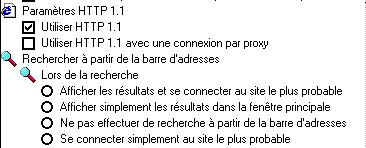 Paramètres HTTP 1.1
Utiliser HTTP 1.1
Utiliser HTTP 1.1 avec une connexion par proxy
Rechercher à partir de la barre d'adresses
Lors de la recherche
Afficher les résultats et se connecter au site le plus probable
Afficher simplement les résultats dans la fenêtre principale
Ne pas effectuer de recherche à partir de la barre d'adresses
Se connecter simplement au site le plus probable